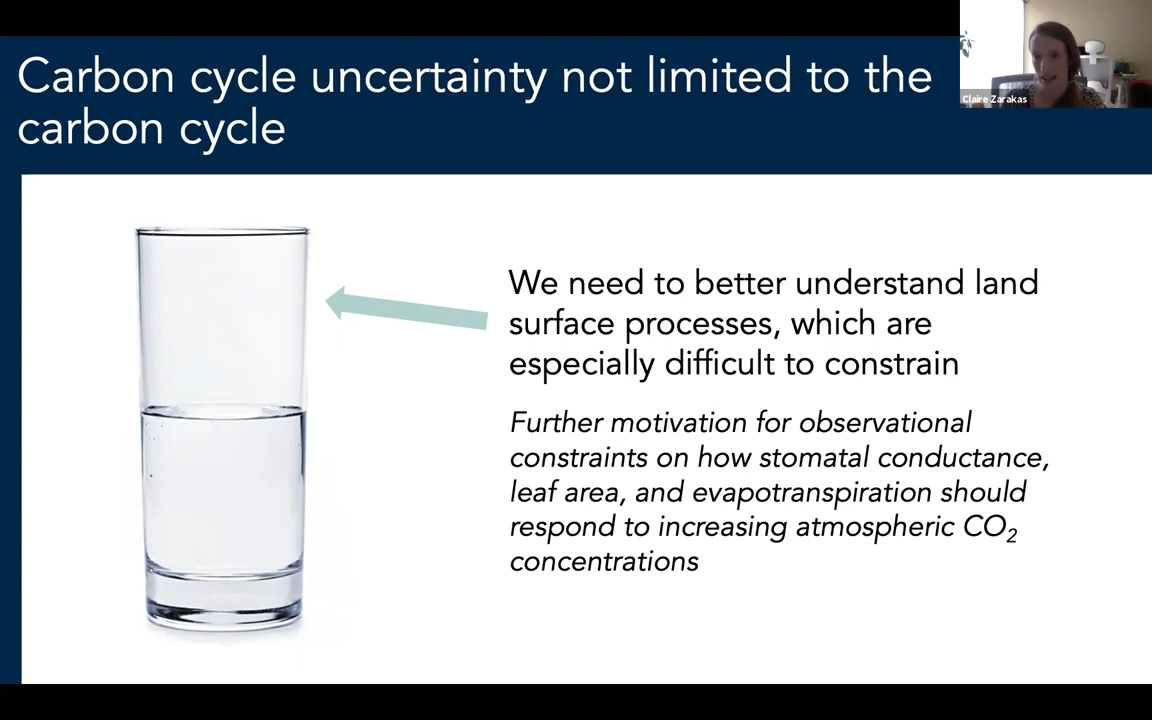 Carbon cycle uncertainty not limited to the
carbon cycle
Claire Zarakas
We need to better understand land
surface processes, which are
especially difficult to constrain
Further motivation for observational
constraints on how stomatal conductance,
leaf area, and evapotranspiration should
respond to increasing atmospheric CO₂
concentrations